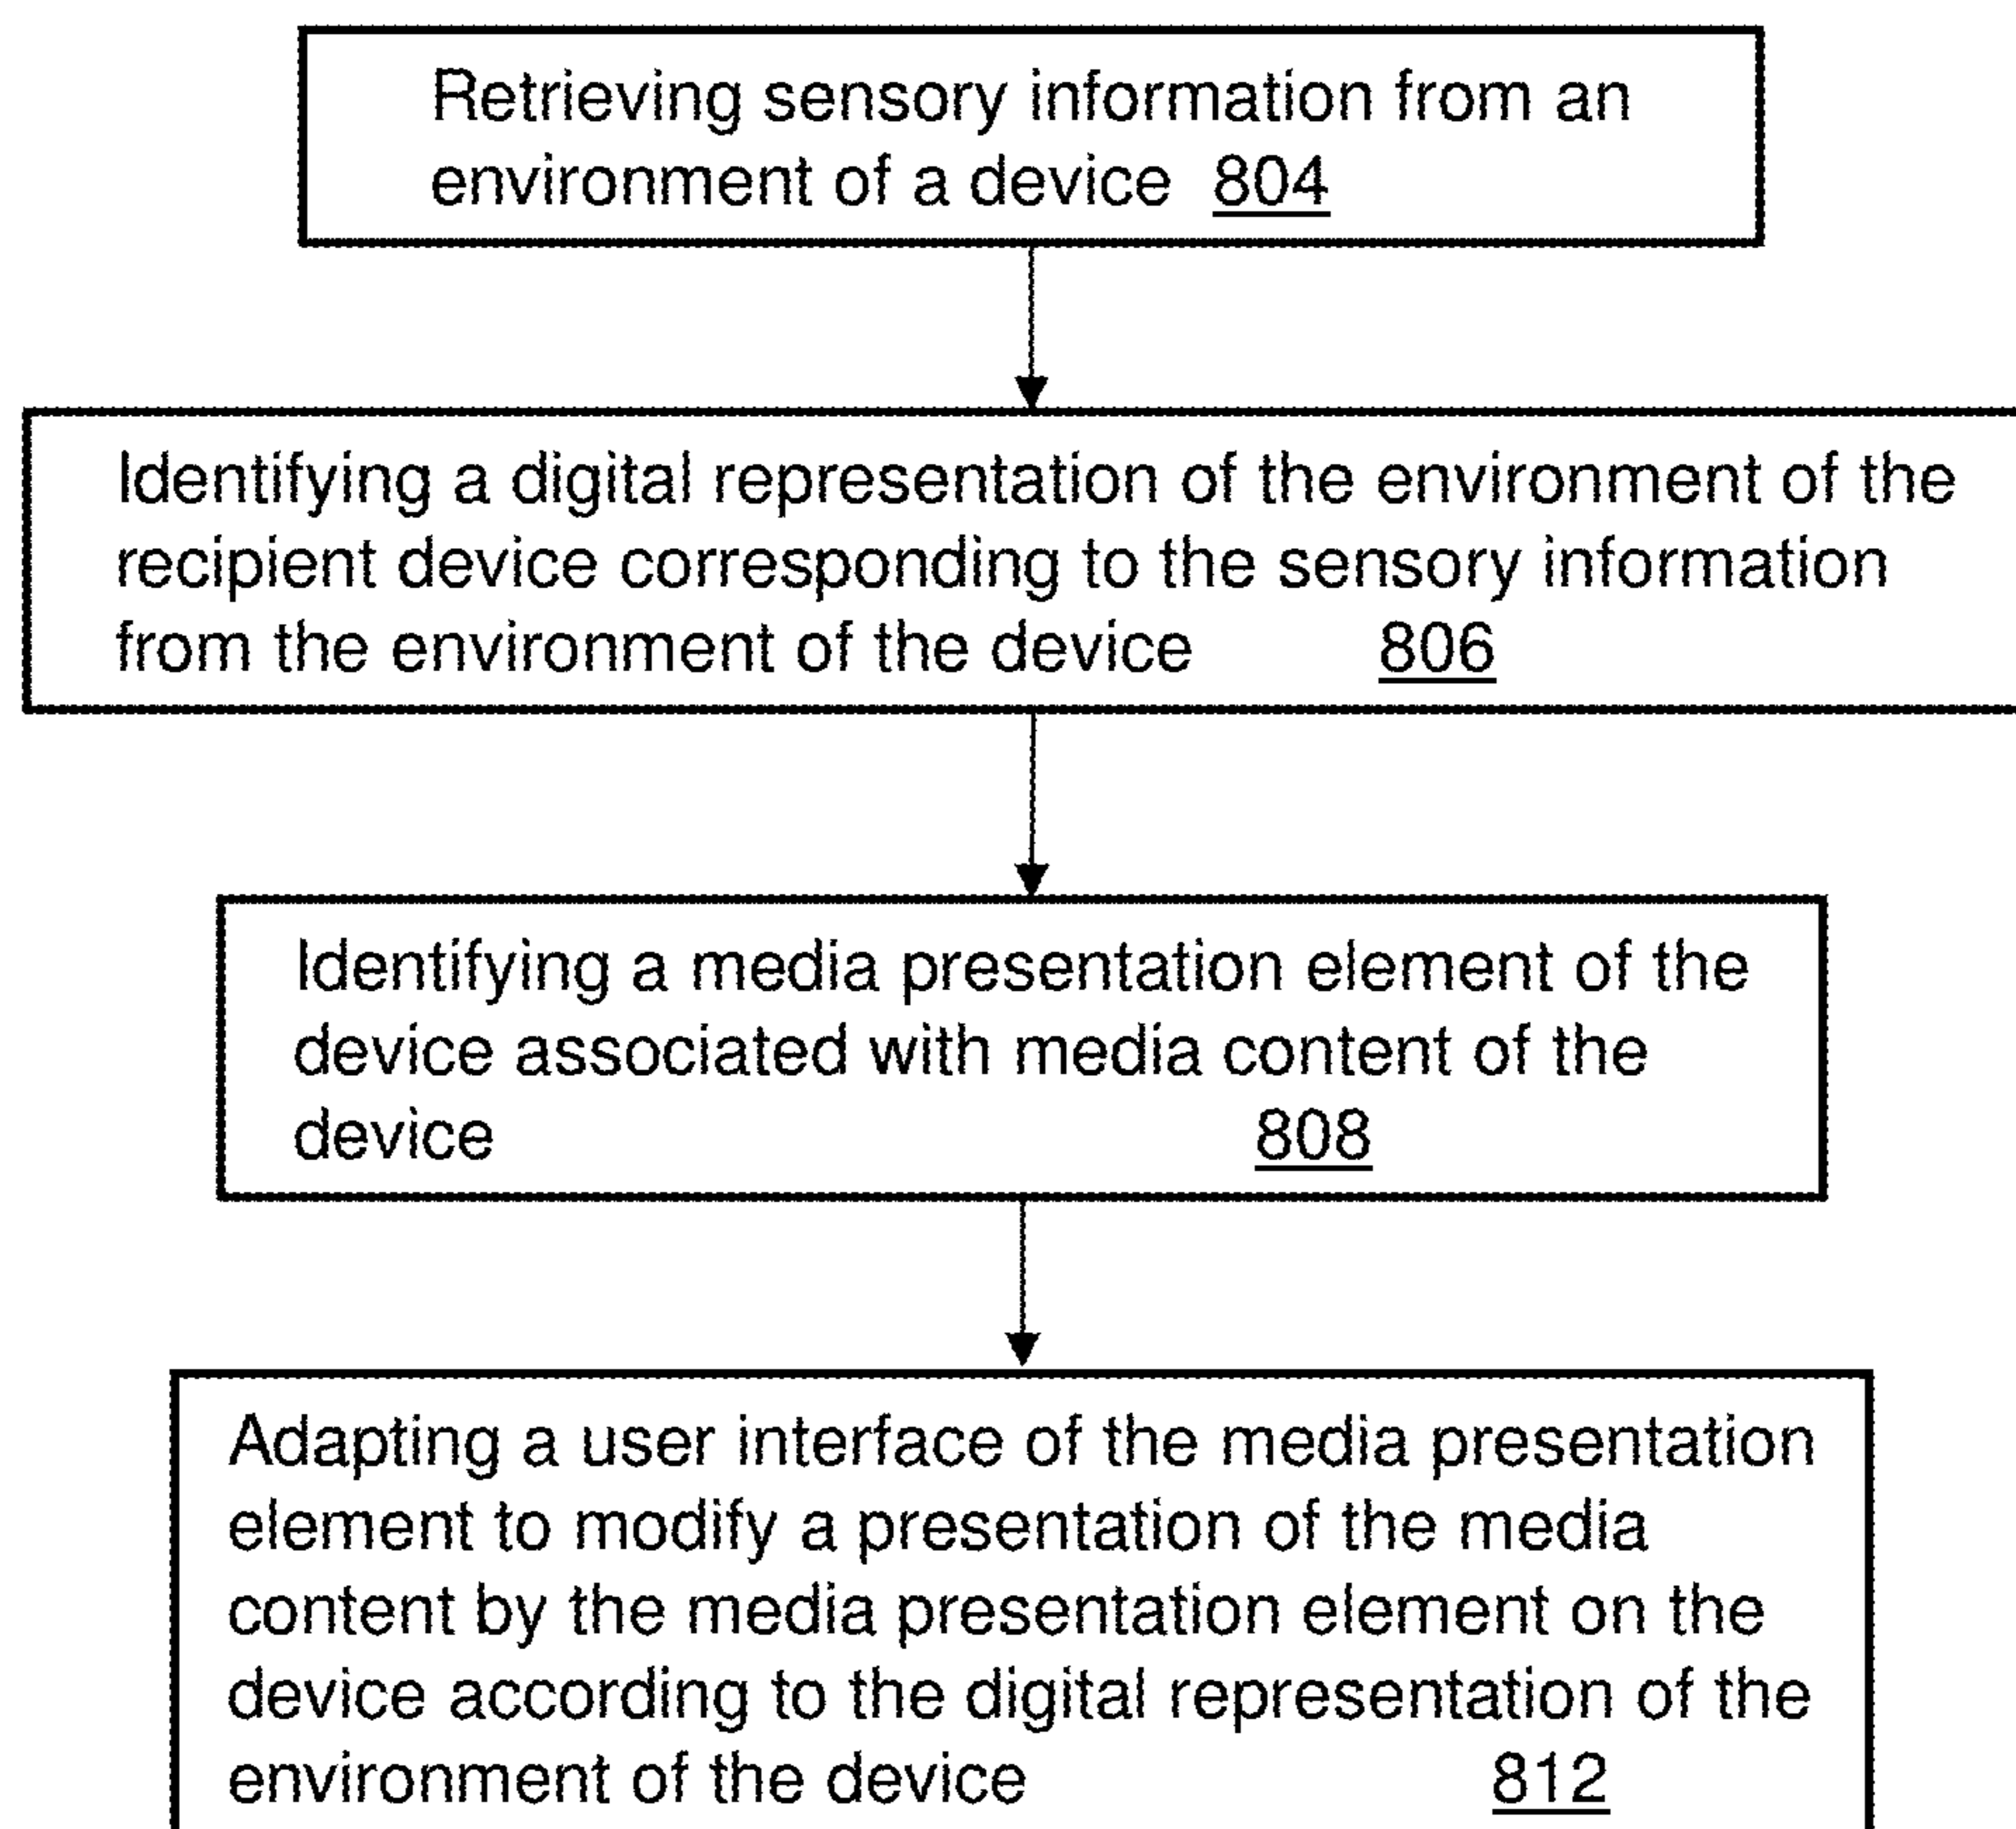 Retrieving sensory information from an
environment of a device 804
Identifying a digital representation of the environment of the
recipient device corresponding to the sensory information
from the environment of the device 806
Identifying a media presentation element of the
device associated with media content of the
device 808
Adapting a user interface of the media presentation
element to modify a presentation of the media
content by the media presentation element on the
device according to the digital representation of the
environment of the device 812